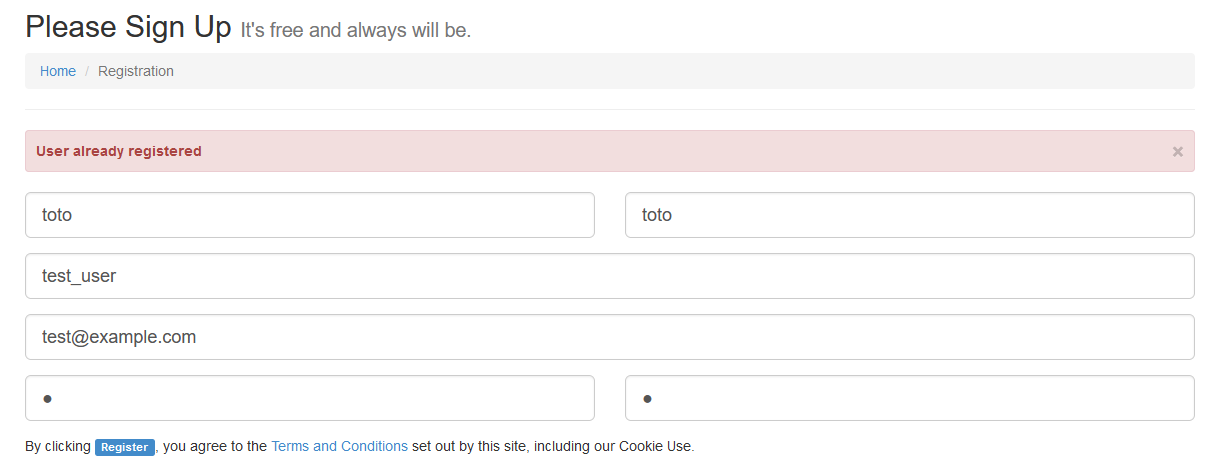 Please Sign Up It's free and always will be.
Home / Registration
User already registered ×
toto toto
test_user
test@example.com
● ●
By clicking Register, you agree to the Terms and Conditions set out by this site, including our Cookie Use.